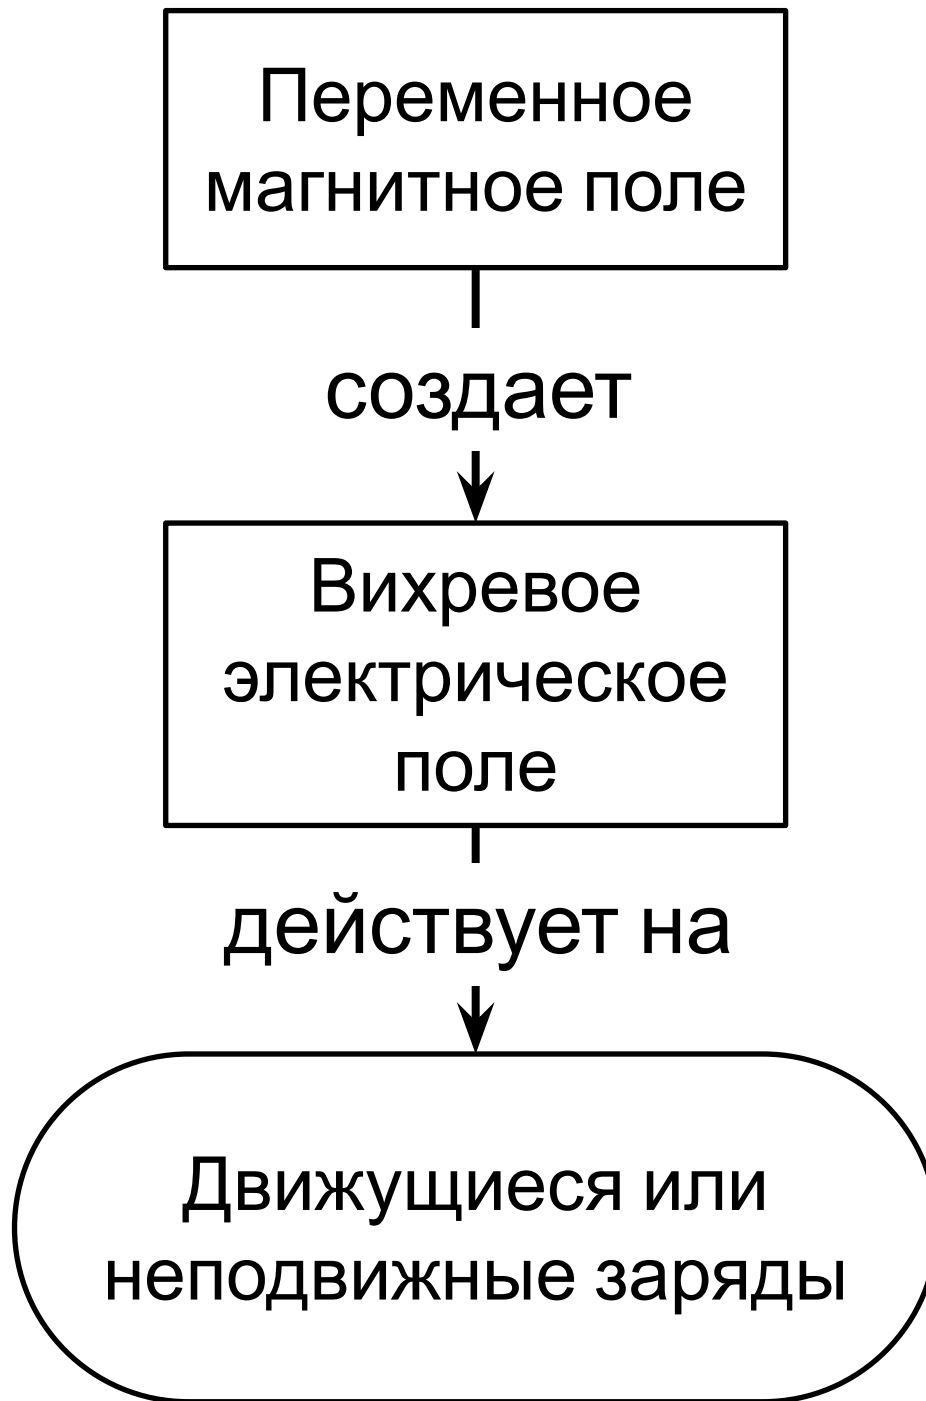 Переменное
магнитное поле
создает
Вихревое
электрическое
поле
действует на
Движущиеся или
неподвижные заряды